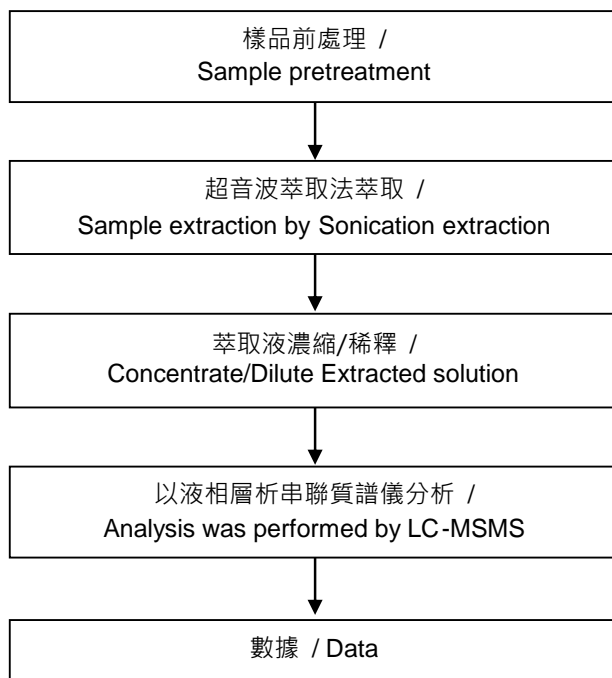 樣品前處理 /
Sample pretreatment
超音波萃取法萃取 /
Sample extraction by Sonication extraction
萃取液濃縮/稀釋 /
Concentrate/Dilute Extracted solution
以液相層析串聯質譜儀分析 /
Analysis was performed by LC-MSMS
數據 / Data